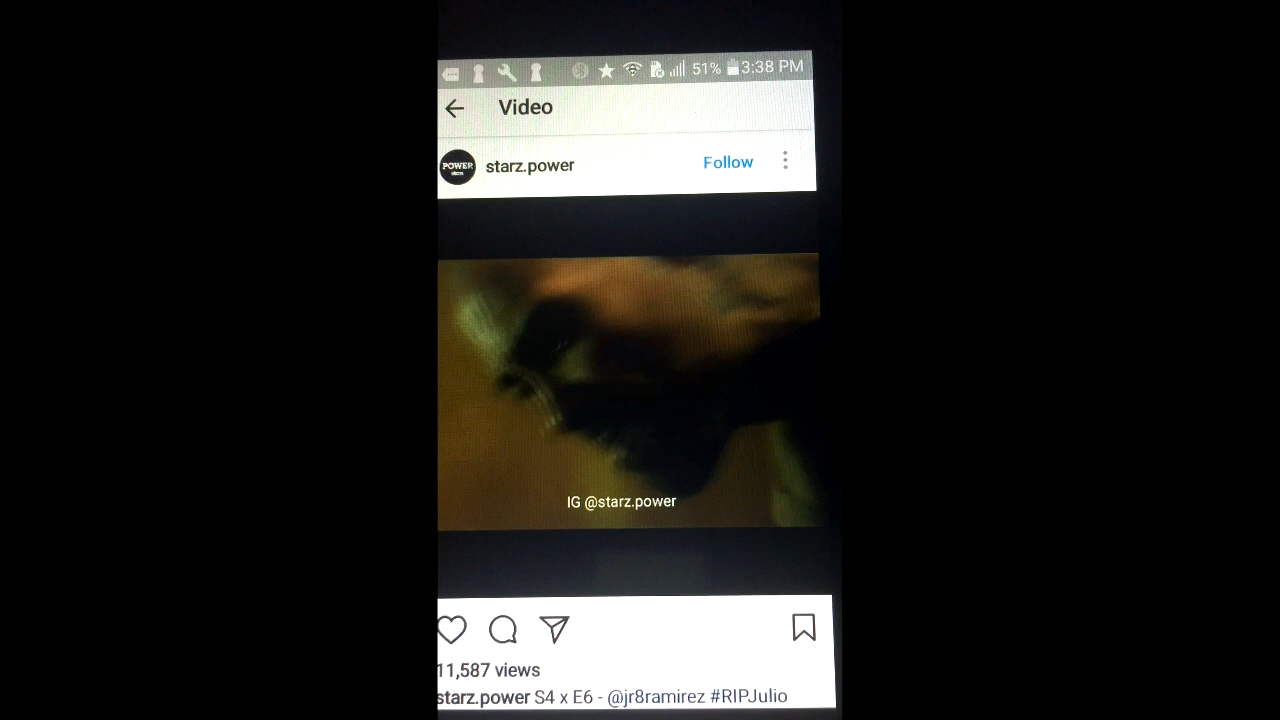 51% 3:38 PM
Video
POWER
starz.power Follow
IG @starz.power
11,587 views
starz.power S4 x E6 - @jr8ramirez #RIPJulio